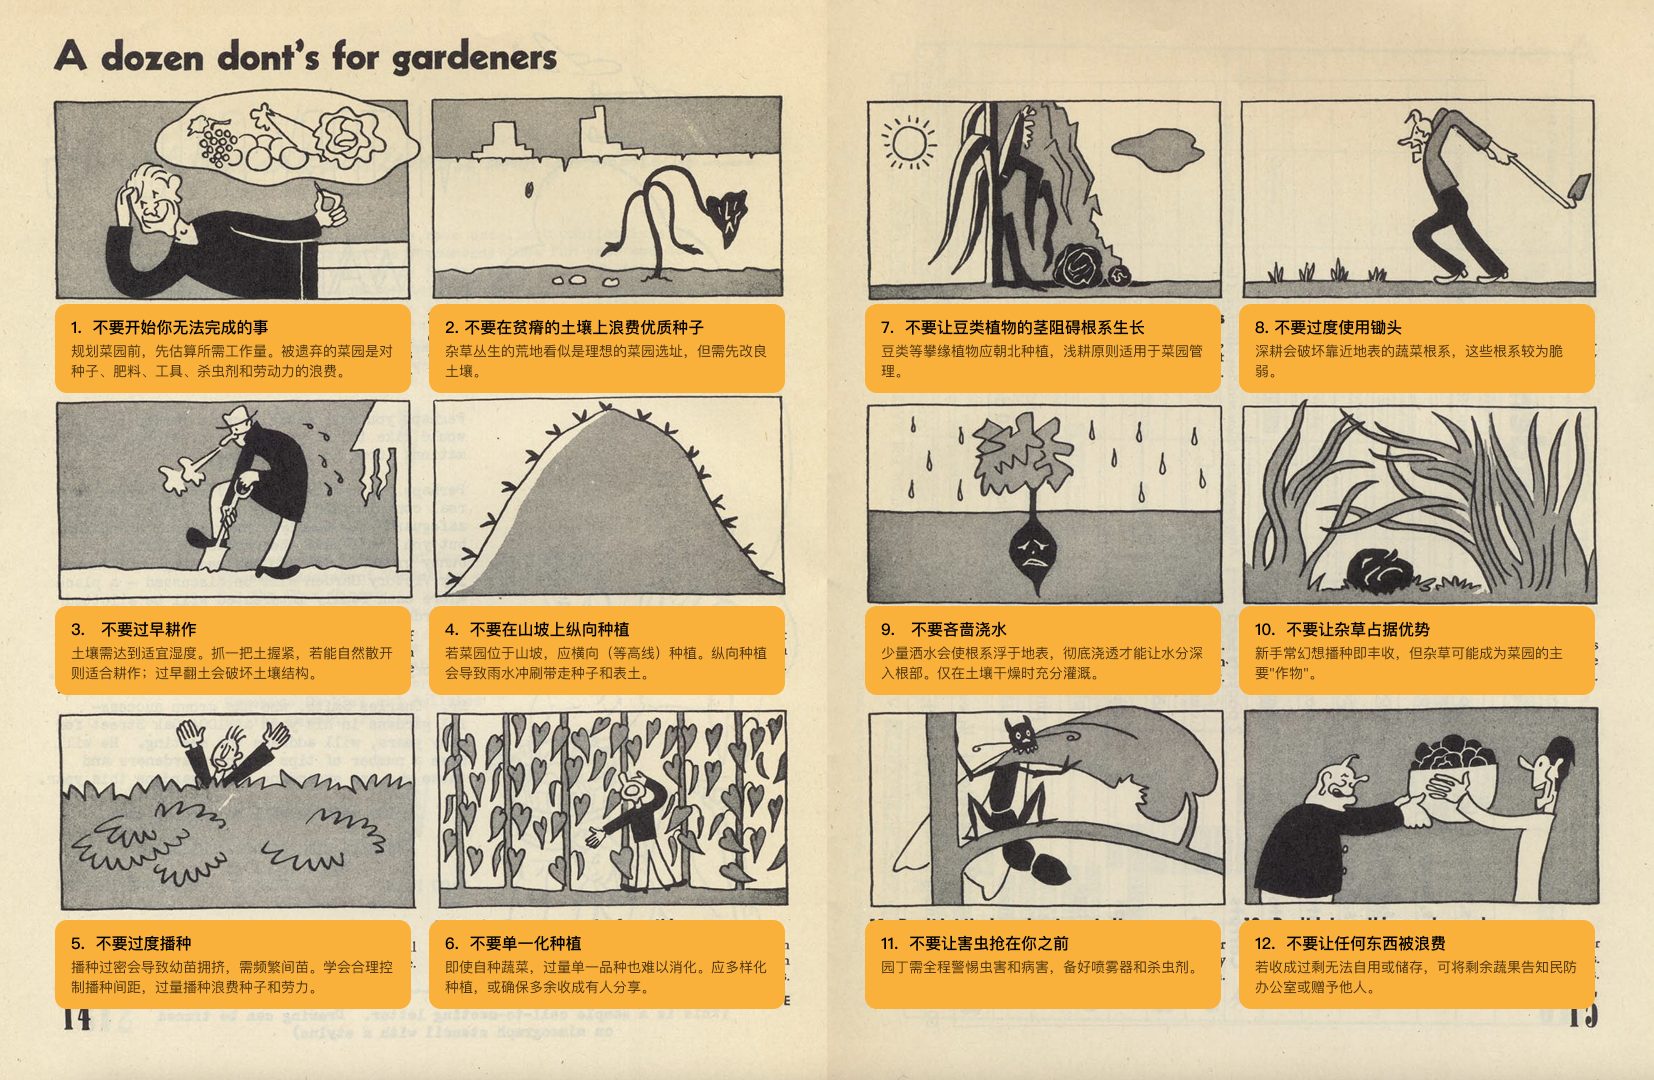 A dozen dont's for gardeners
1. 不要开始你无法完成的事
规划菜园前，先估算所需工作量。被遗弃的菜园是对
种子、肥料、工具、杀虫剂和劳动力的浪费。
2. 不要在贫瘠的土壤上浪费优质种子
杂草丛生的荒地看似是理想的菜园选址，但需先改良
土壤。
3. 不要过早耕作
土壤需达到适宜湿度。抓一把土握紧，若能自然散开
则适合耕作；过早翻土会破坏土壤结构。
4. 不要在山坡上纵向种植
若菜园位于山坡，应横向（等高线）种植。纵向种植
会导致雨水冲刷带走种子和表土。
5. 不要过度播种
播种过密会导致幼苗拥挤，需频繁间苗。学会合理控
制播种间距，过量播种浪费种子和劳力。
6. 不要单一化种植
即使自种蔬菜，过量单一品种也难以消化。应多样化
种植，或确保多余收成有人分享。
14
7. 不要让豆类植物的茎阻碍根系生长
豆类等攀缘植物应朝北种植，浅耕原则适用于菜园管
理。
8. 不要过度使用锄头
深耕会破坏靠近地表的蔬菜根系，这些根系较为脆
弱。
9. 不要吝啬浇水
少量洒水会使根系浮于地表，彻底浇透才能让水分深
入根部。仅在土壤干燥时充分灌溉。
10. 不要让杂草占据优势
新手常幻想播种即丰收，但杂草可能成为菜园的主
要"作物"。
11. 不要让害虫抢在你之前
园丁需全程警惕虫害和病害，备好喷雾器和杀虫剂。
12. 不要让任何东西被浪费
若收成过剩无法自用或储存，可将剩余蔬果告知民防
办公室或赠予他人。
15